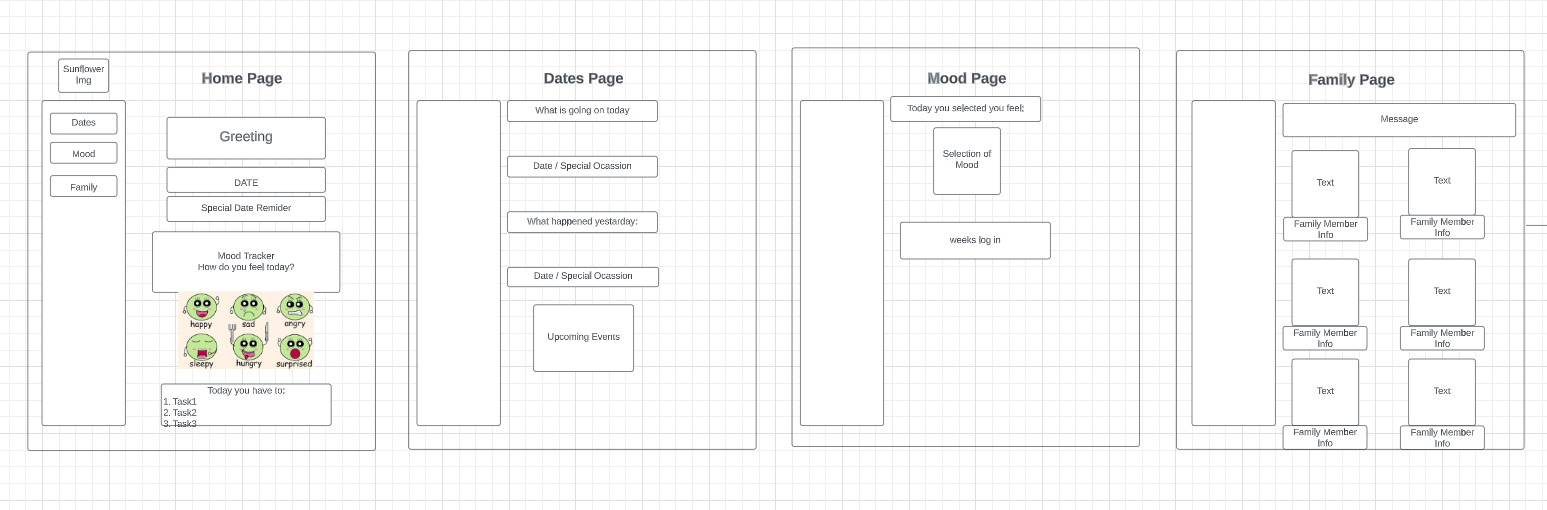 Sunflower
Img
Home Page
Dates
Mood
Family
Greeting
DATE
Special Date Remider
Mood Tracker
How do you feel today?
happy
sad
angry
sleepy
hungry
surprised
Today you have to:
1. Task1
2. Task2
3. Task3
Dates Page
What is going on today
Date / Special Ocassion
What happened yestarday:
Date / Special Ocassion
Upcoming Events
Mood Page
Today you selected you feel;
Selection of
Mood
weeks log in
Family Page
Message
Text
Text
Family Member
Info
Family Member
Info
Text
Text
Family Member
Info
Family Member
Info
Text
Text
Family Member
Info
Family Member
Info